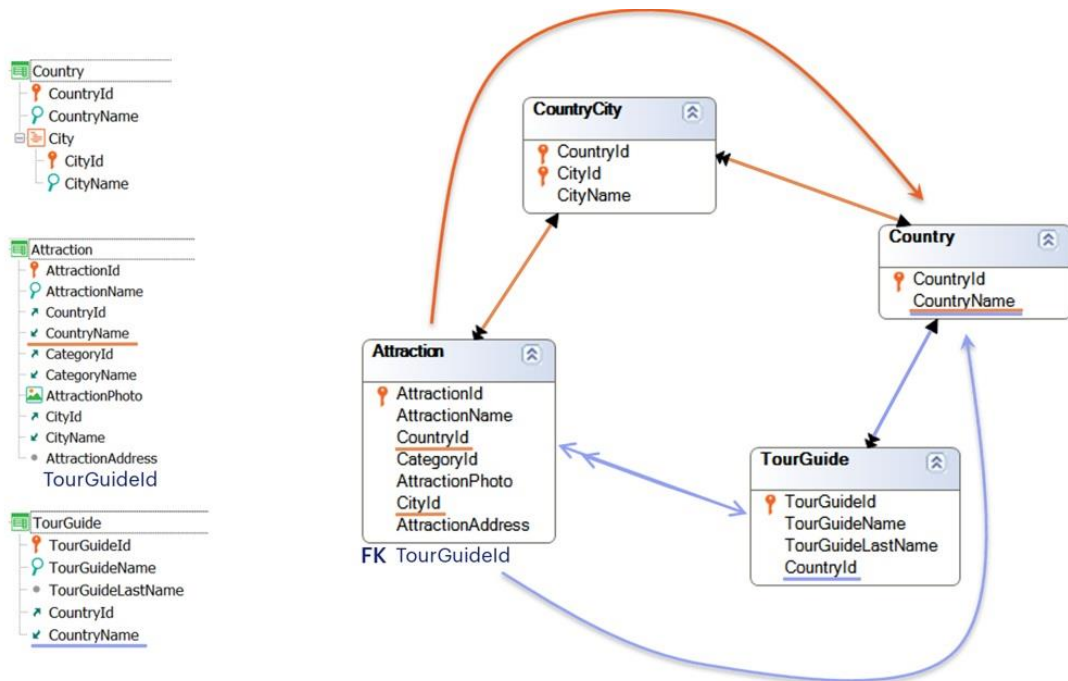 Country
CountryId
CountryName
City
CityId
CityName
Attraction
AttractionId
AttractionName
CountryId
CountryName
CategoryId
CategoryName
AttractionPhoto
CityId
CityName
AttractionAddress
TourGuideId
TourGuide
TourGuideId
TourGuideName
TourGuideLastName
CountryId
CountryName
CountryCity
CountryId
CityId
CityName
Country
CountryId
CountryName
Attraction
AttractionId
AttractionName
CountryId
CategoryId
AttractionPhoto
CityId
AttractionAddress
FK TourGuideId
TourGuide
TourGuideId
TourGuideName
TourGuideLastName
CountryId